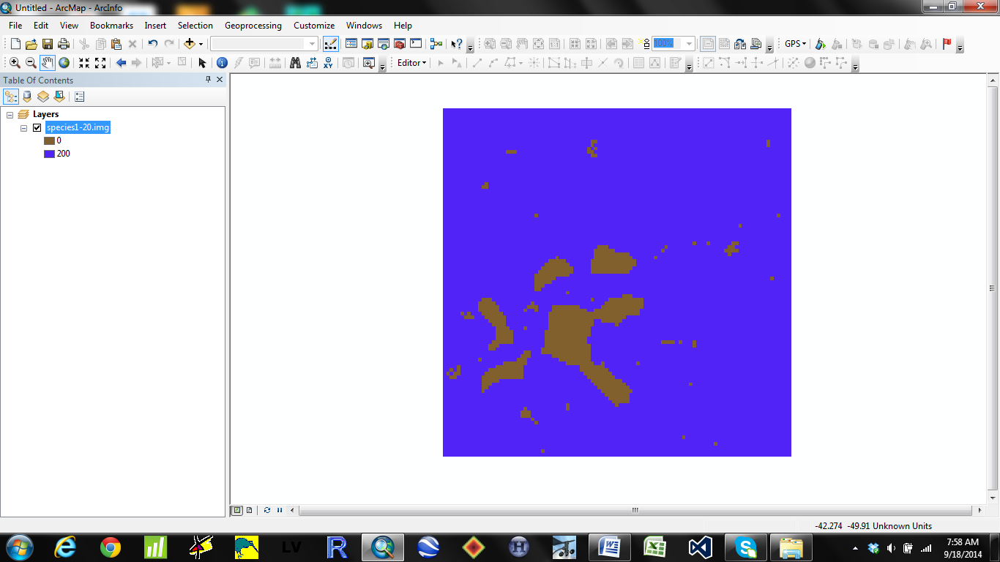 Untitled - ArcMap - ArcInfo
File Edit View Bookmarks Insert Selection Geoprocessing Customize Windows Help
100% GPS
Editor
Table Of Contents
Layers
species1-20.img
0
200
-42.274 -49.91 Unknown Units
LV R H W X S
7:58 AM
9/18/2014